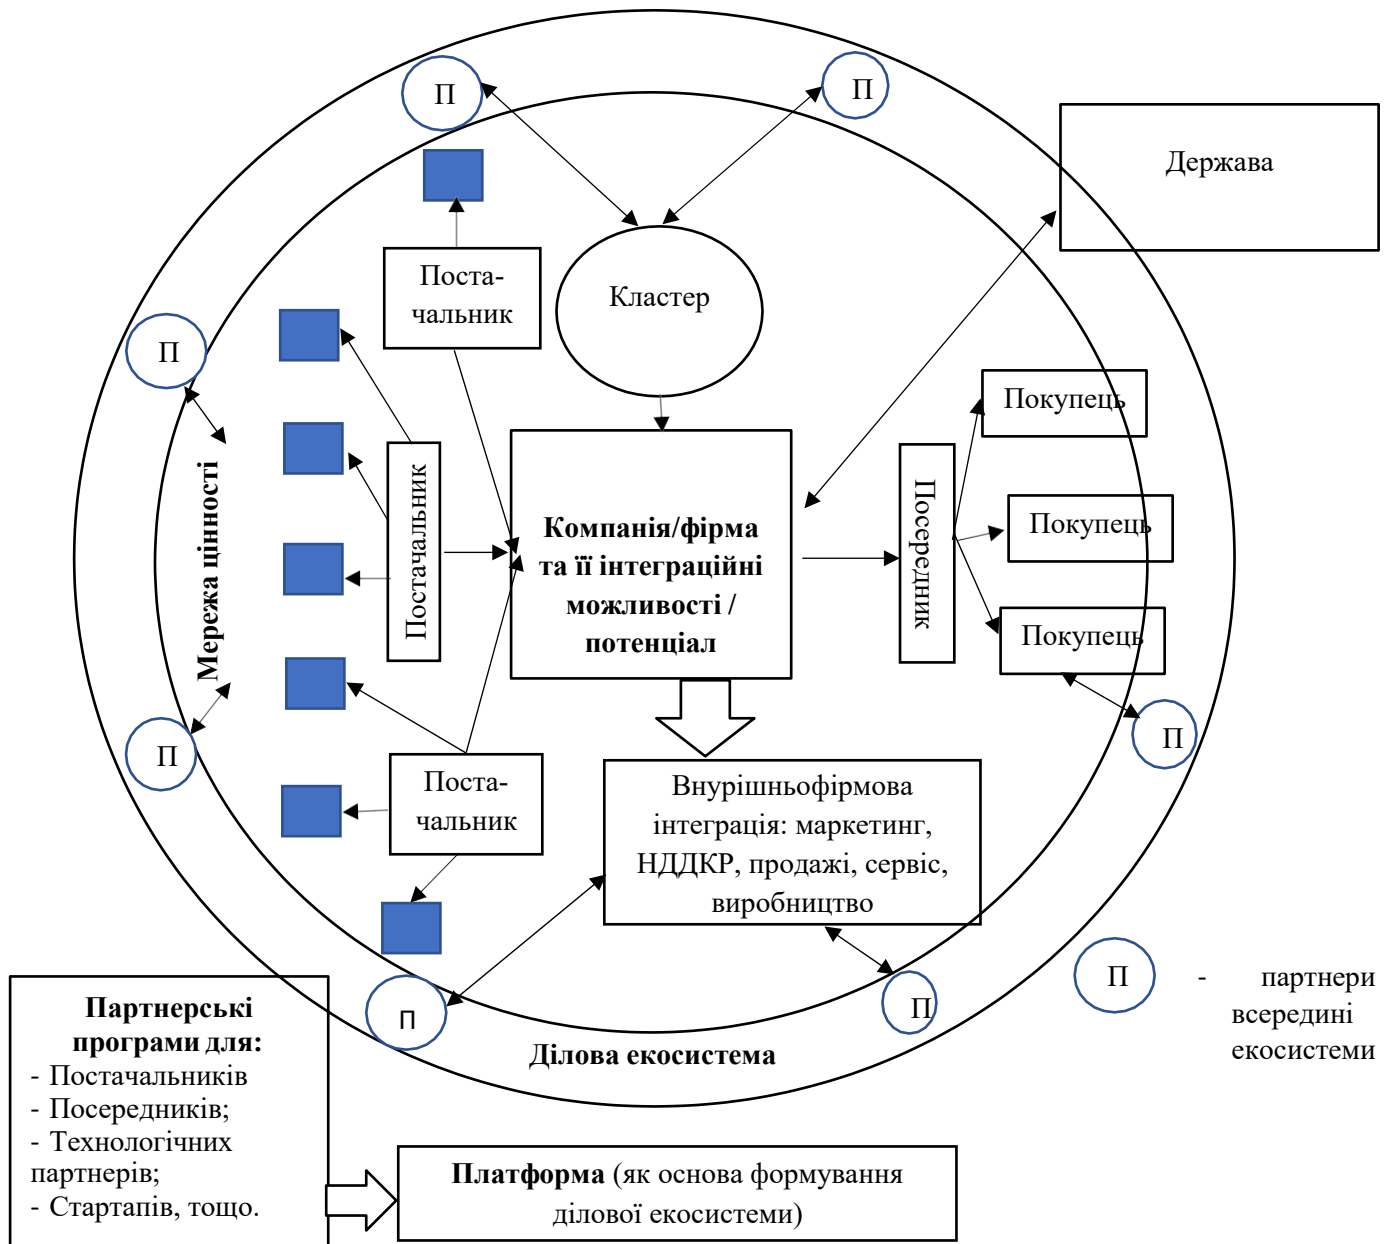 П
П
Держава
Поста-
чальник
Кластер
П
Покупець
Мережа цінності
Постачальник
Компанія/фірма
та її інтеграційні
можливості /
потенціал
Посередник
Покупець
Покупець
П
П
Поста-
чальник
Внурішньофірмова
інтеграція: маркетинг,
НДДКР, продажі, сервіс,
виробництво
П
П
П - партнери
всередині
екосистеми
Ділова екосистема
Партнерські
програми для:
- Постачальників
- Посередників;
- Технологічних
партнерів;
- Стартапів, тощо.
Платформа (як основа формування
ділової екосистеми)